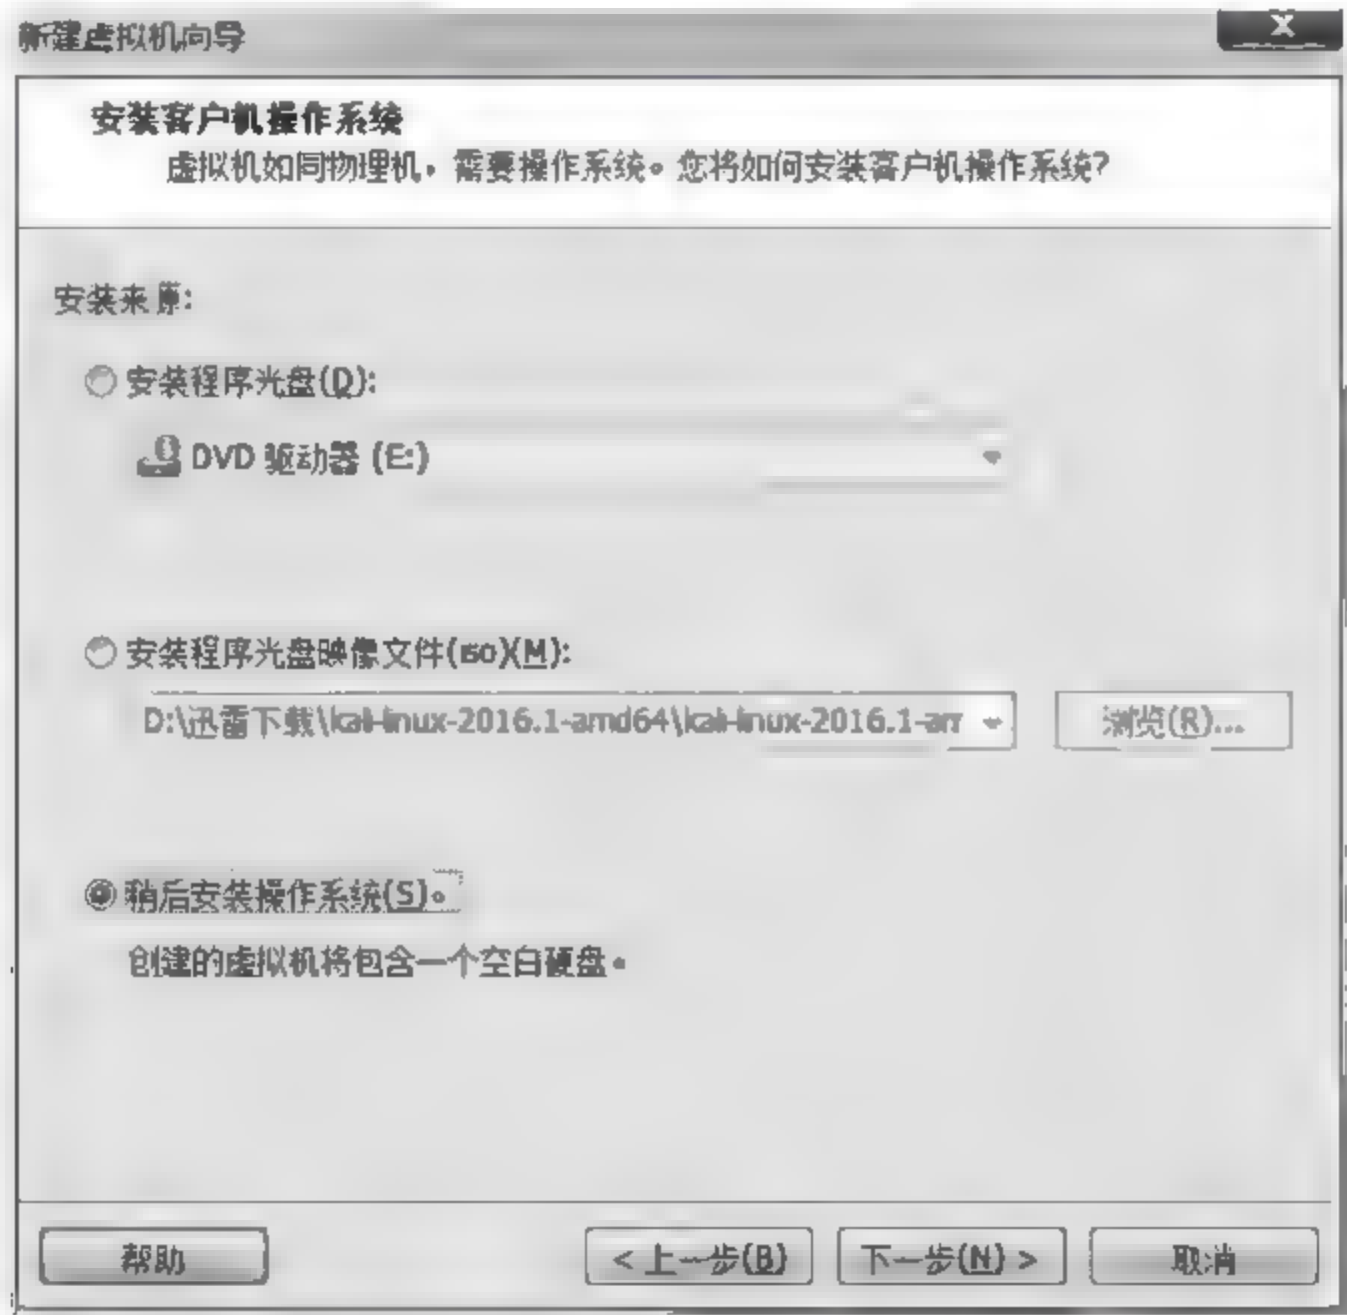 新建虚拟机向导
安装客户机操作系统
虚拟机如同物理机，需要操作系统。您将如何安装客户机操作系统?
安装来源:
安装程序光盘(D):
DVD 驱动器 (E:)
安装程序光盘映像文件(iso)(M):
D:\迅雷下载\kali-linux-2016.1-amd64\kali-linux-2016.1-am
浏览(R)...
稍后安装操作系统(S)。
创建的虚拟机将包含一个空白硬盘。
帮助
< 上一步(B)
下一步(N) >
取消